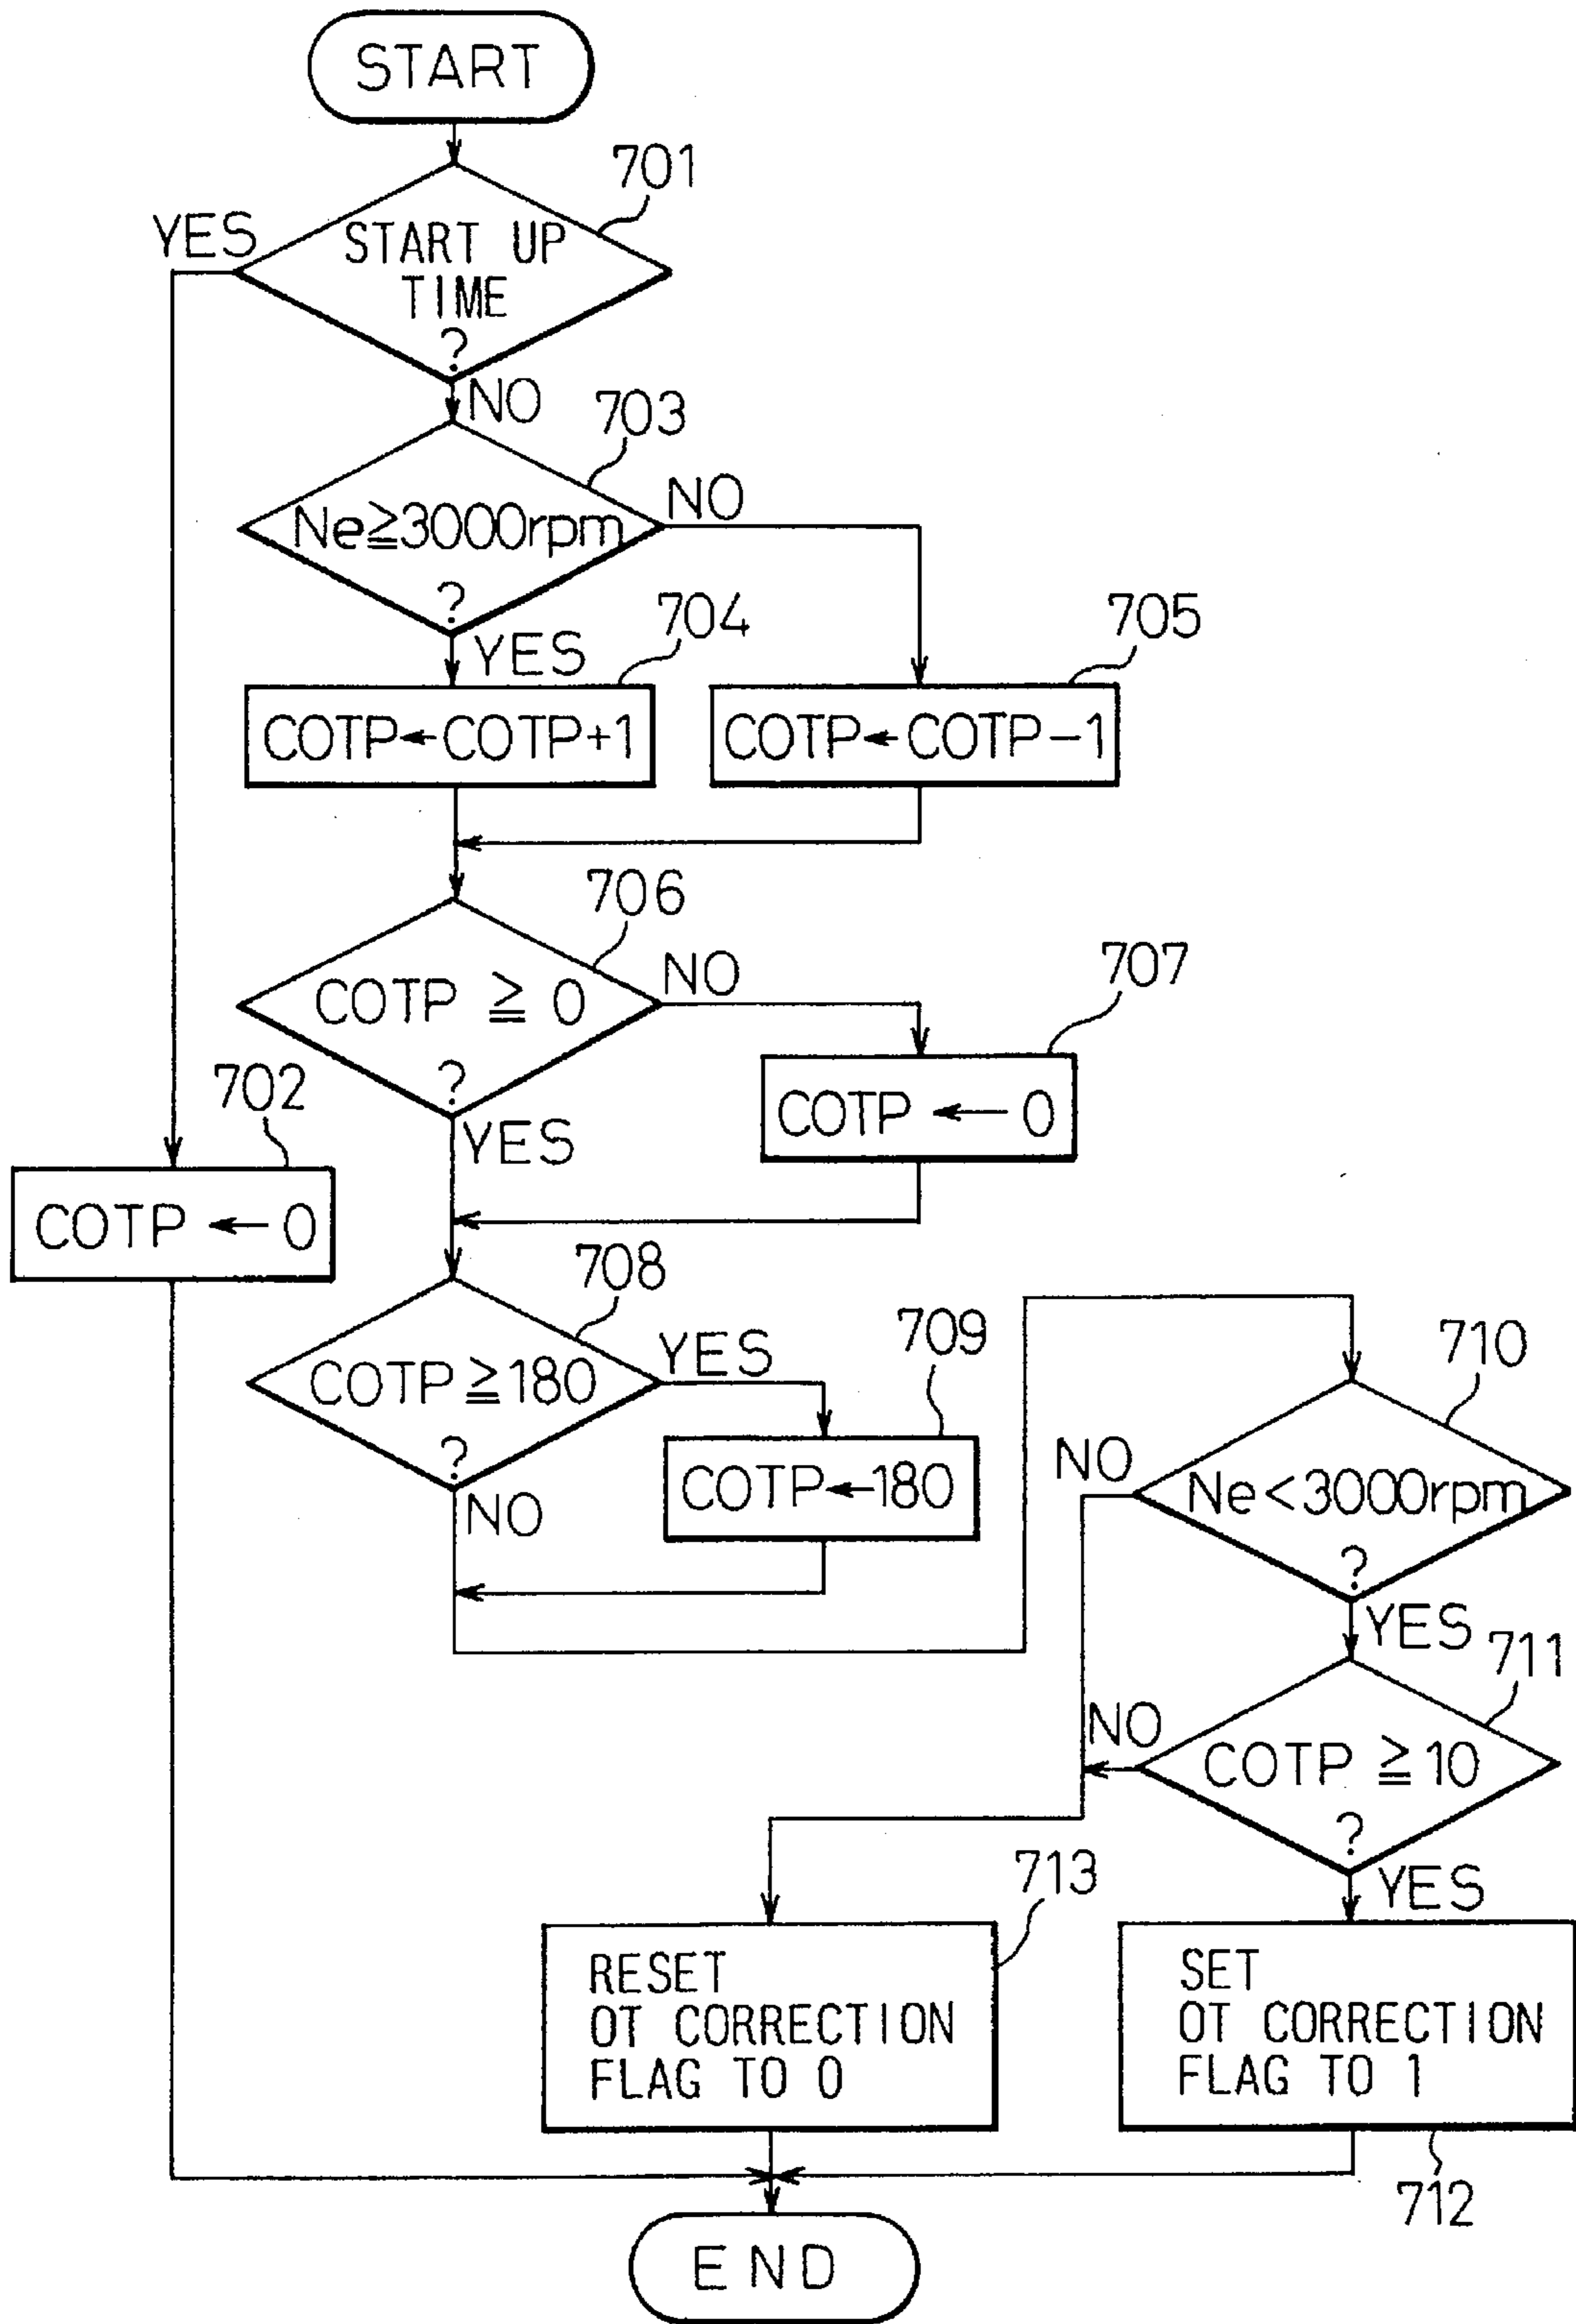 START
701
YES
START UP
TIME
?
NO
703
Ne≧3000rpm
?
NO
YES
704
COTP←COTP+1
705
COTP←COTP-1
706
COTP ≧ 0
?
NO
YES
707
COTP ← 0
702
COTP ← 0
708
COTP ≧180
?
YES
NO
709
COTP←180
710
Ne<3000rpm
?
NO
YES
711
COTP ≧10
?
NO
YES
713
RESET
OT CORRECTION
FLAG TO 0
SET
OT CORRECTION
FLAG TO 1
712
END